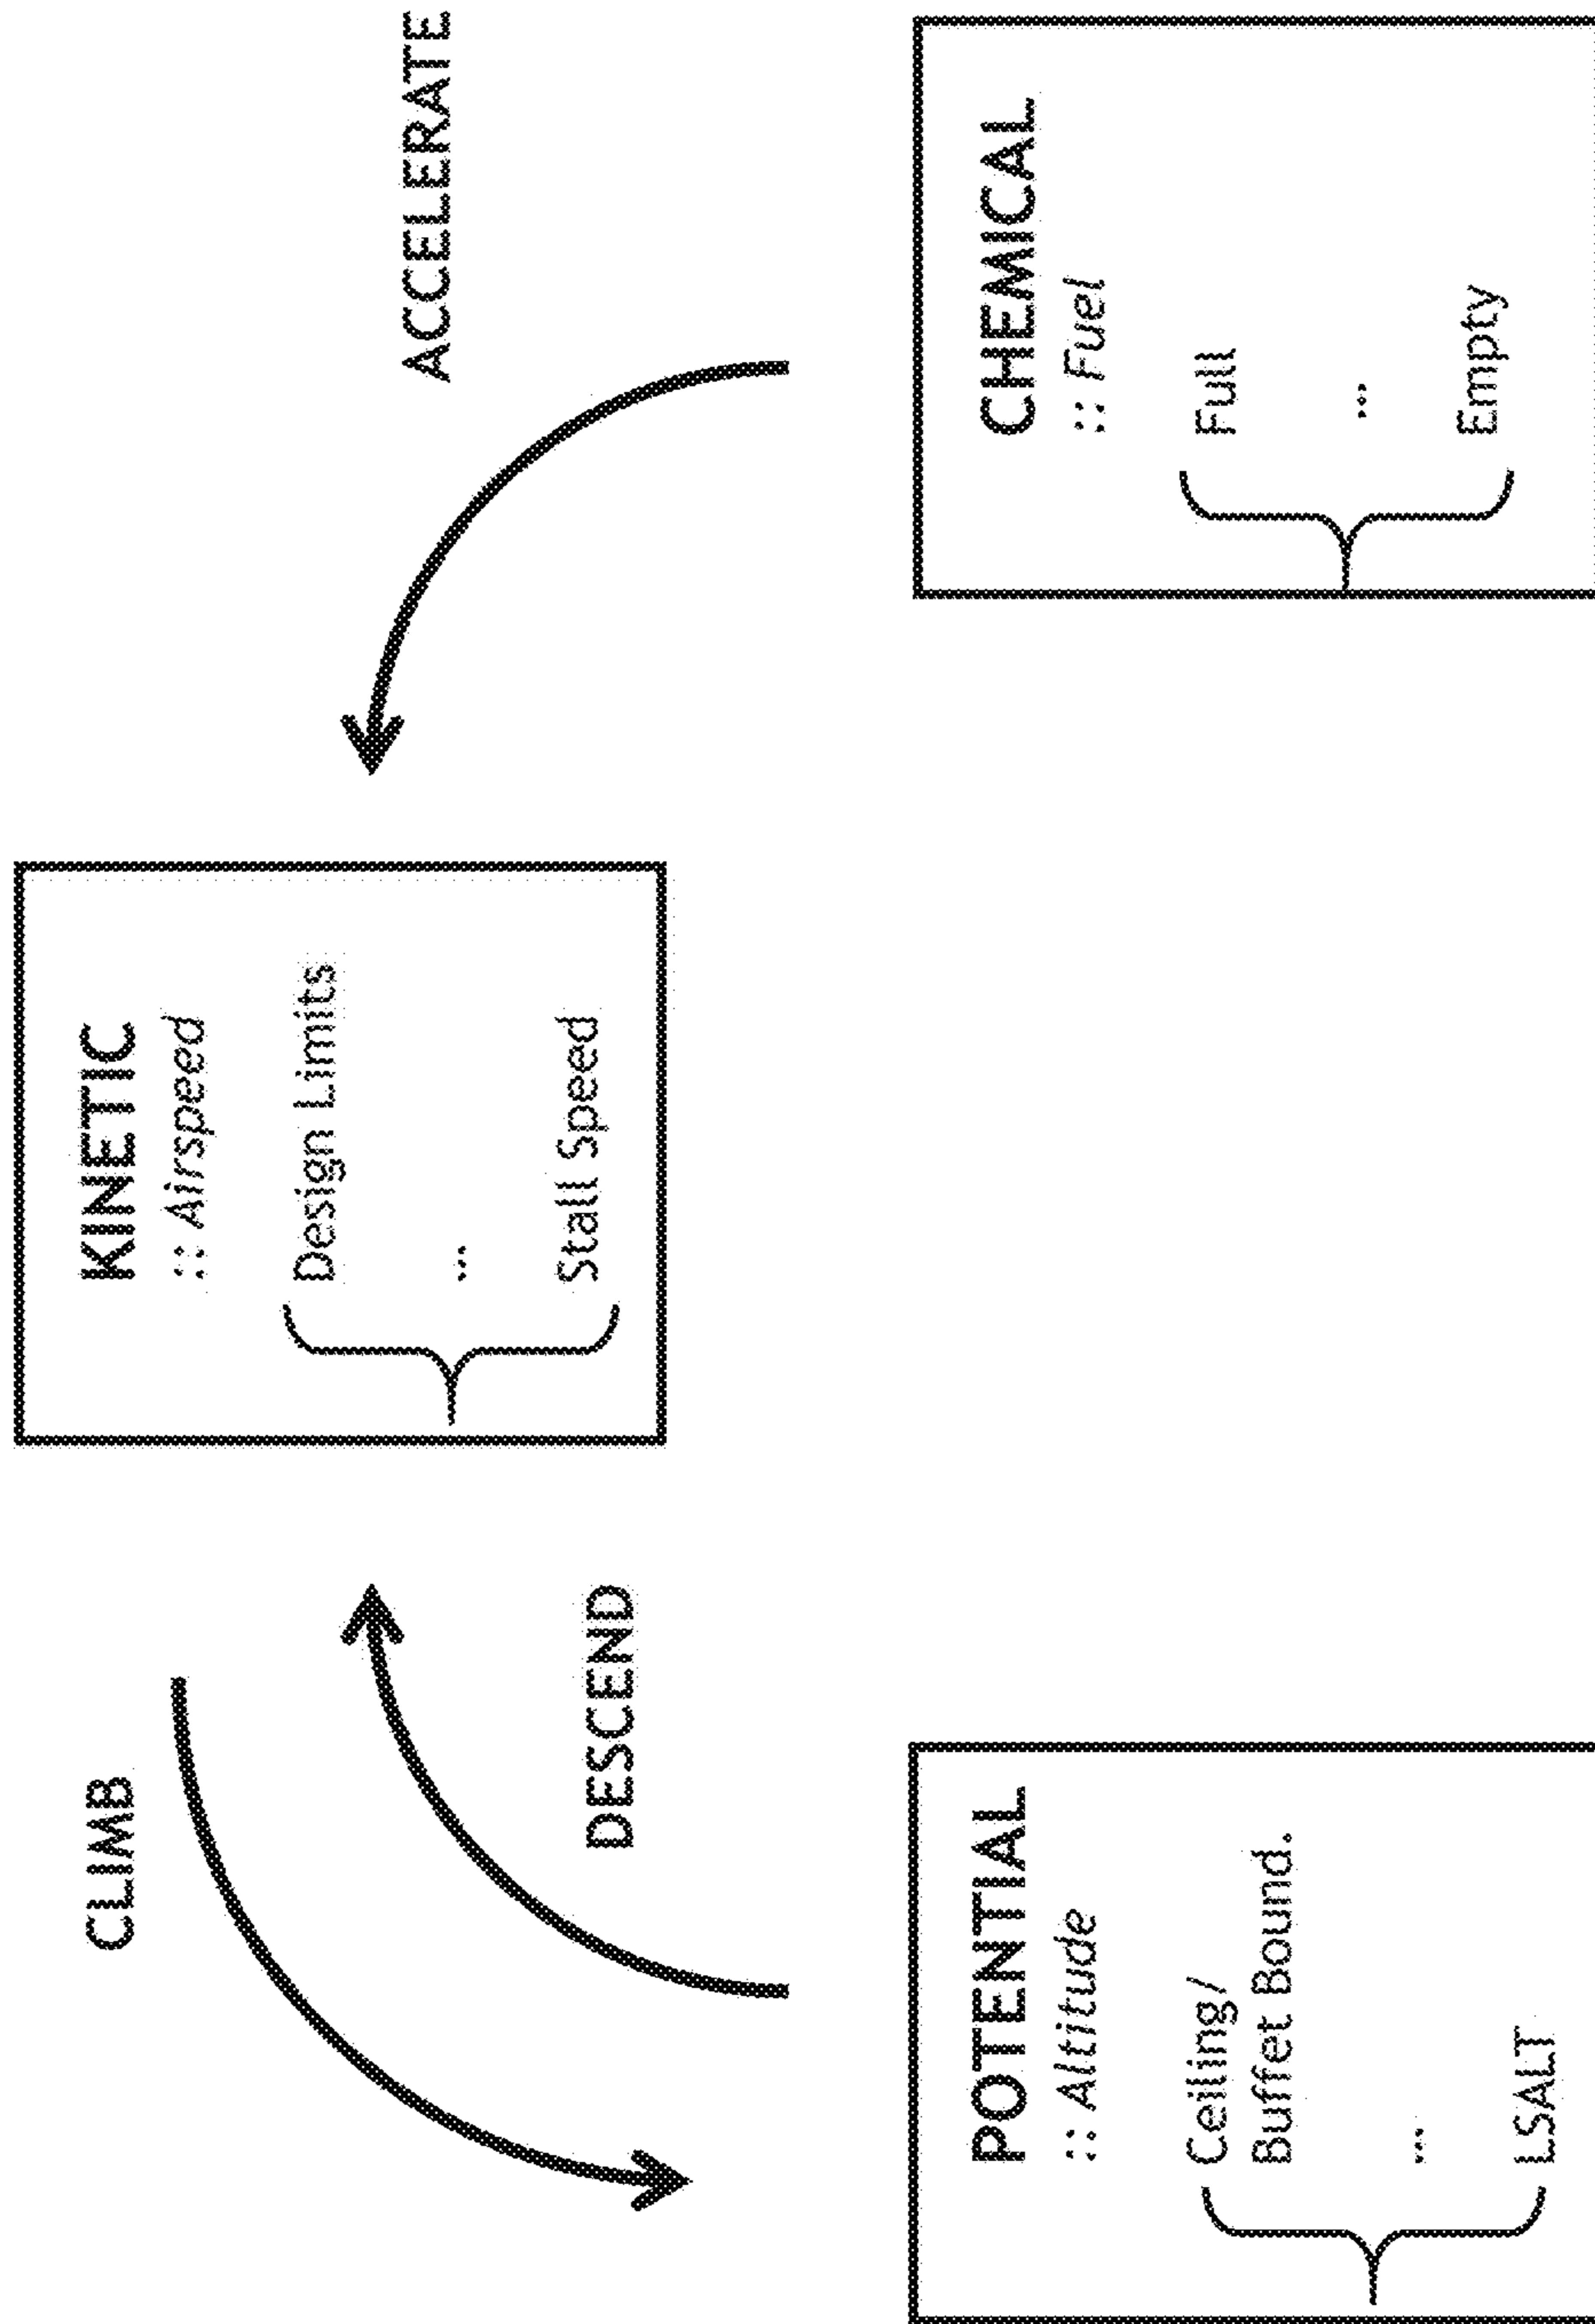 CLIMB
DESCEND
KINETIC
:: Airspeed
Design Limits
...
Stall Speed
ACCELERATE
POTENTIAL
:: Altitude
Ceiling/
Buffet Bound.
...
LSALT
CHEMICAL
:: Fuel
Full
...
Empty